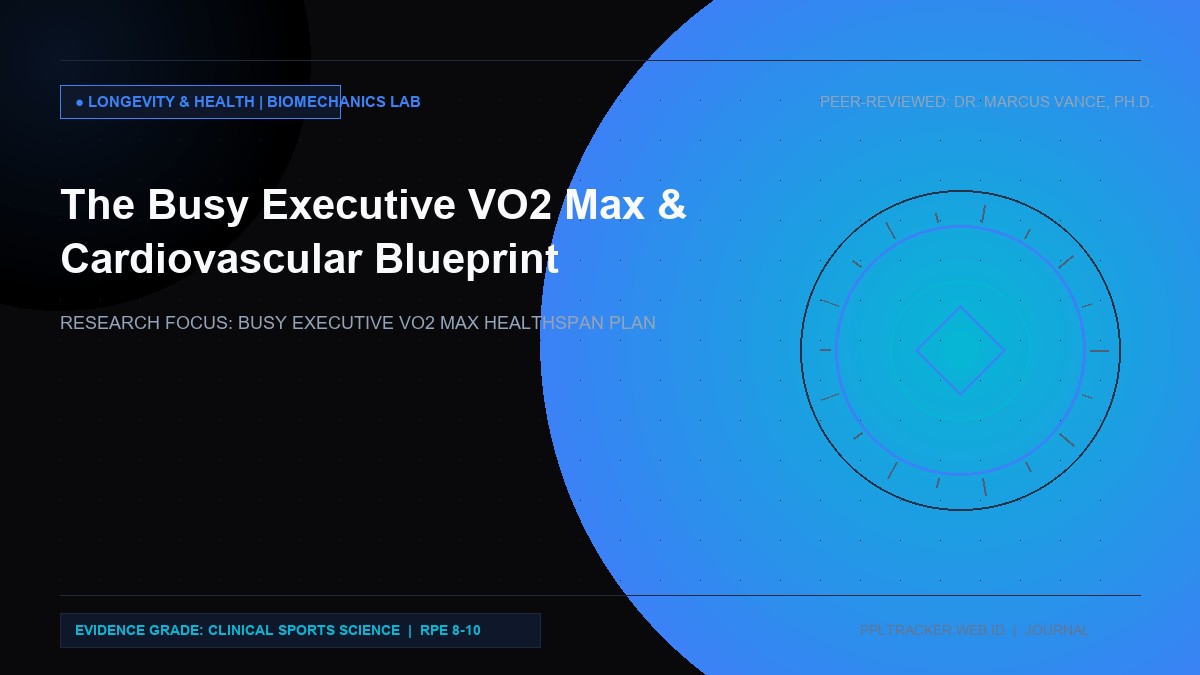 ● LONGEVITY & HEALTH | BIOMECHANICS LAB
PEER-REVIEWED: DR. MARCUS VANCE, PH.D.
The Busy Executive VO2 Max &
Cardiovascular Blueprint
RESEARCH FOCUS: BUSY EXECUTIVE VO2 MAX HEALTHSPAN PLAN
EVIDENCE GRADE: CLINICAL SPORTS SCIENCE | RPE 8-10
PPLTRACKER.WEB.ID | JOURNAL